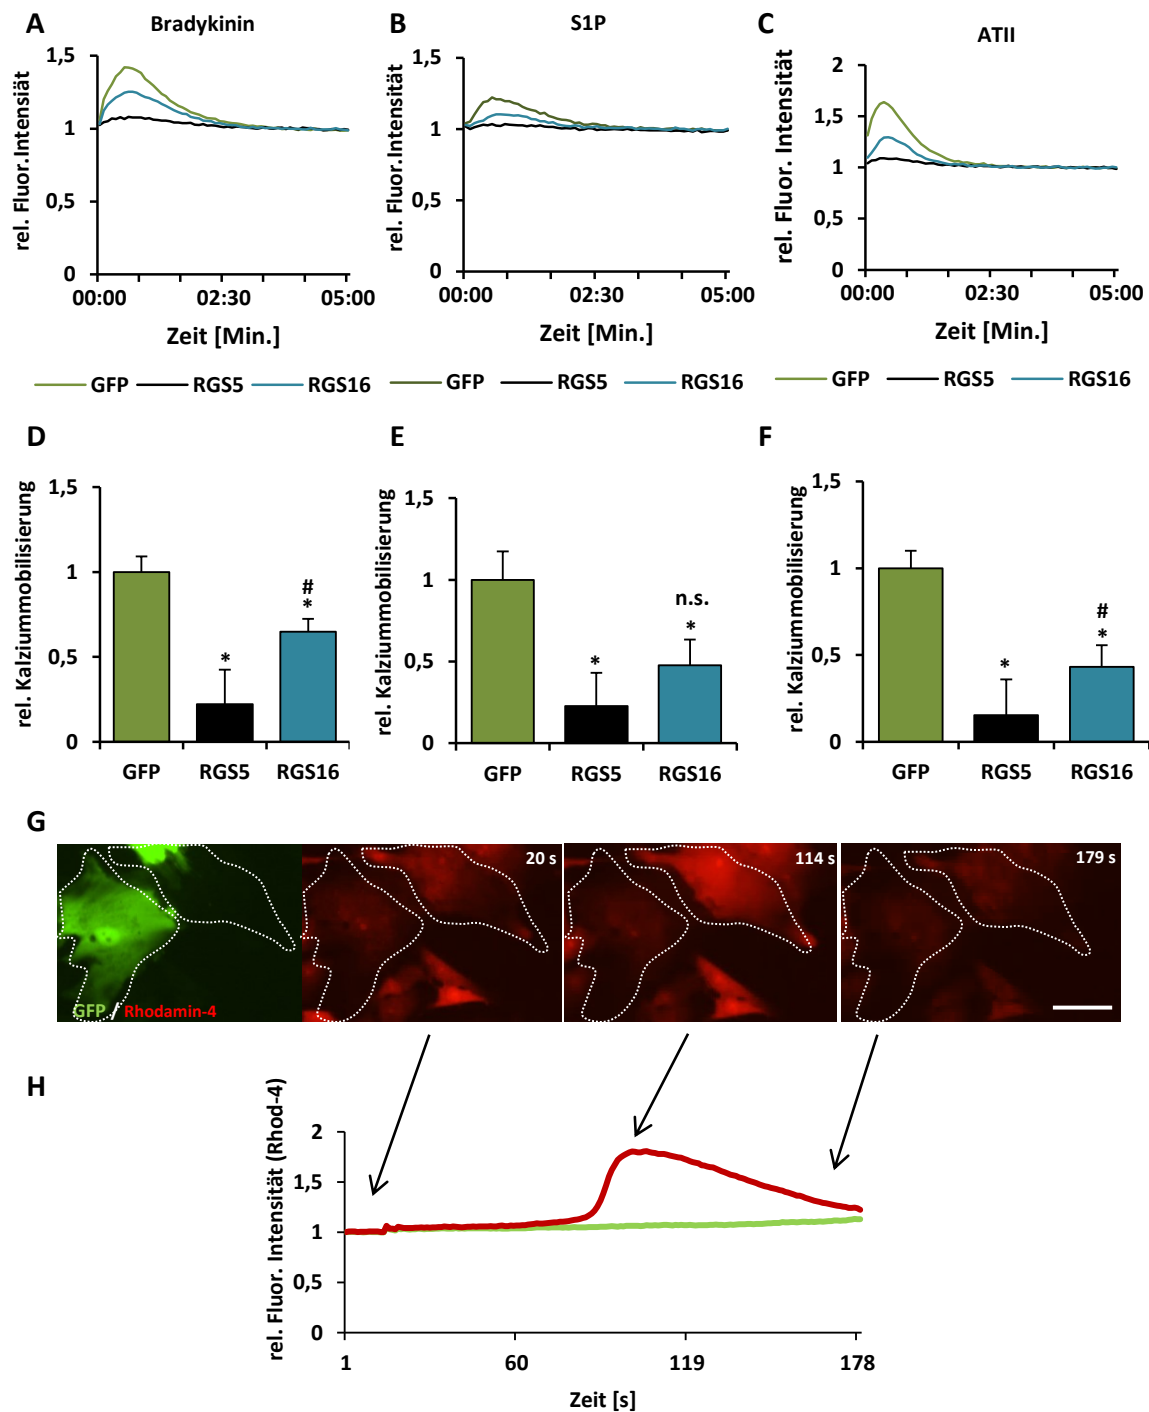 A
Bradykinin
rel. Fluor.Intensiät
1,5
1
0,5
0
00:00 02:30 05:00
Zeit [Min.]
GFP RGS5 RGS16
B
S1P
rel. Fluor. Intensität
1,5
1
0,5
0
00:00 02:30 05:00
Zeit [Min.]
GFP RGS5 RGS16
C
ATII
rel. Fluor. Intensität
2
1,5
1
0,5
0
00:00 02:30 05:00
Zeit [Min.]
GFP RGS5 RGS16
D
rel. Kalziummobilisierung
1,5
1
0,5
0
*
#
*
GFP RGS5 RGS16
E
rel. Kalziummobilisierung
1,5
1
0,5
0
*
n.s.
*
GFP RGS5 RGS16
F
rel. Kalziummobilisierung
1,5
1
0,5
0
*
#
*
GFP RGS5 RGS16
G
20 s
114 s
179 s
GFP / Rhodamin-4
H
rel. Fluor. Intensität (Rhod-4)
2
1,5
1
0,5
0
1 60 119 178
Zeit [s]